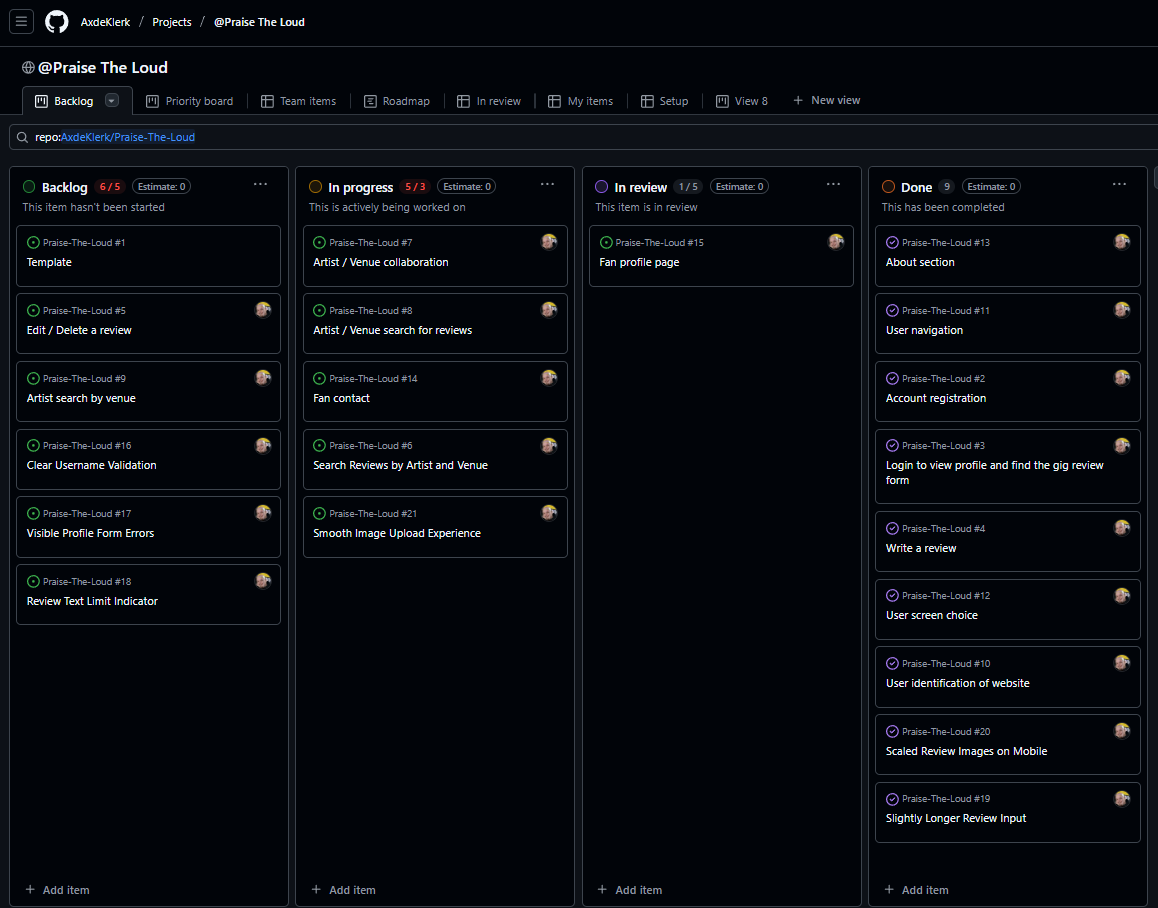 AxdeKlerk / Projects / @Praise The Loud
@Praise The Loud
Backlog Priority board Team items Roadmap In review My items Setup View 8 + New view
repo:AxdeKlerk/Praise-The-Loud
Backlog 6 / 5 Estimate: 0 ...
This item hasn't been started
Praise-The-Loud #1
Template
Praise-The-Loud #5
Edit / Delete a review
Praise-The-Loud #9
Artist search by venue
Praise-The-Loud #16
Clear Username Validation
Praise-The-Loud #17
Visible Profile Form Errors
Praise-The-Loud #18
Review Text Limit Indicator
+ Add item
In progress 5 / 3 Estimate: 0 ...
This is actively being worked on
Praise-The-Loud #7
Artist / Venue collaboration
Praise-The-Loud #8
Artist / Venue search for reviews
Praise-The-Loud #14
Fan contact
Praise-The-Loud #6
Search Reviews by Artist and Venue
Praise-The-Loud #21
Smooth Image Upload Experience
+ Add item
In review 1 / 5 Estimate: 0 ...
This item is in review
Praise-The-Loud #15
Fan profile page
+ Add item
Done 9 Estimate: 0 ...
This has been completed
Praise-The-Loud #13
About section
Praise-The-Loud #11
User navigation
Praise-The-Loud #2
Account registration
Praise-The-Loud #3
Login to view profile and find the gig review
form
Praise-The-Loud #4
Write a review
Praise-The-Loud #12
User screen choice
Praise-The-Loud #10
User identification of website
Praise-The-Loud #20
Scaled Review Images on Mobile
Praise-The-Loud #19
Slightly Longer Review Input
+ Add item